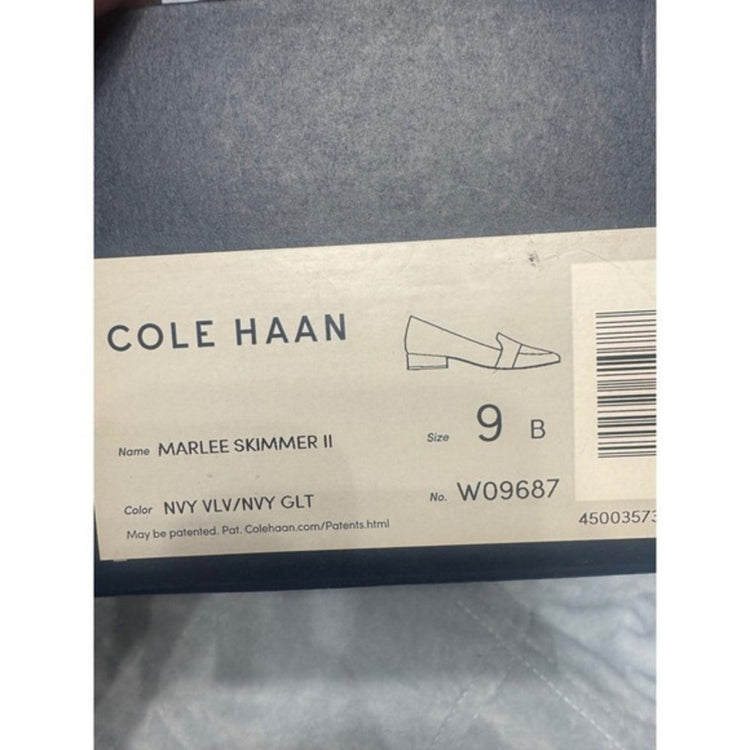 COLE HAAN
Name MARLEE SKIMMER II
Size 9 B
Color NVY VLV/NVY GLT
No. W09687
May be patented. Pat. Colehaan.com/Patents.html
4500357